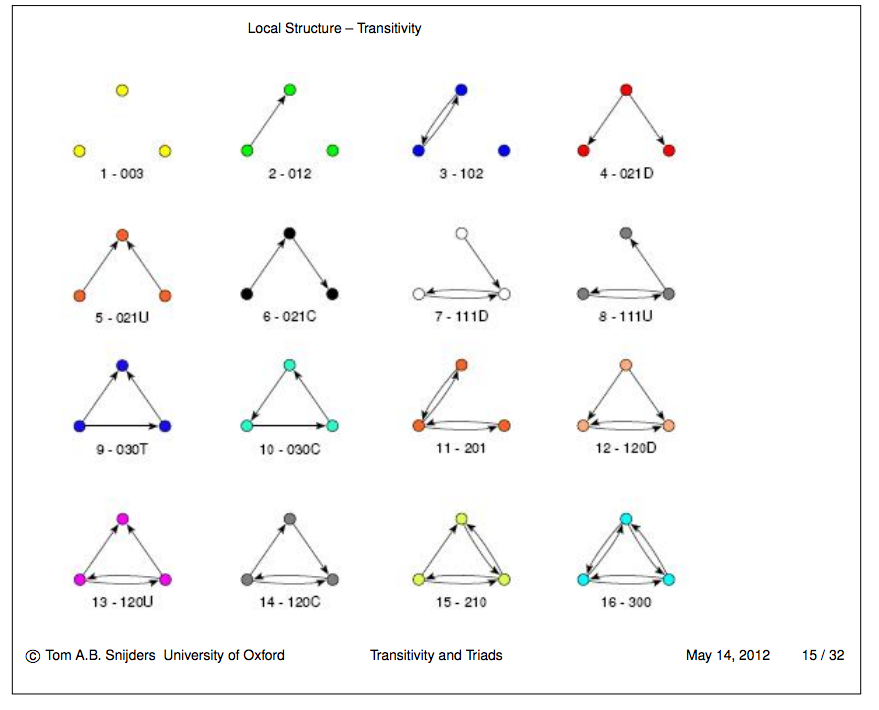 Local Structure – Transitivity
1 - 003
2 - 012
3 - 102
4 - 021D
5 - 021U
6 - 021C
7 - 111D
8 - 111U
9 - 030T
10 - 030C
11 - 201
12 - 120D
13 - 120U
14 - 120C
15 - 210
16 - 300
© Tom A.B. Snijders University of Oxford
Transitivity and Triads
May 14, 2012
15 / 32